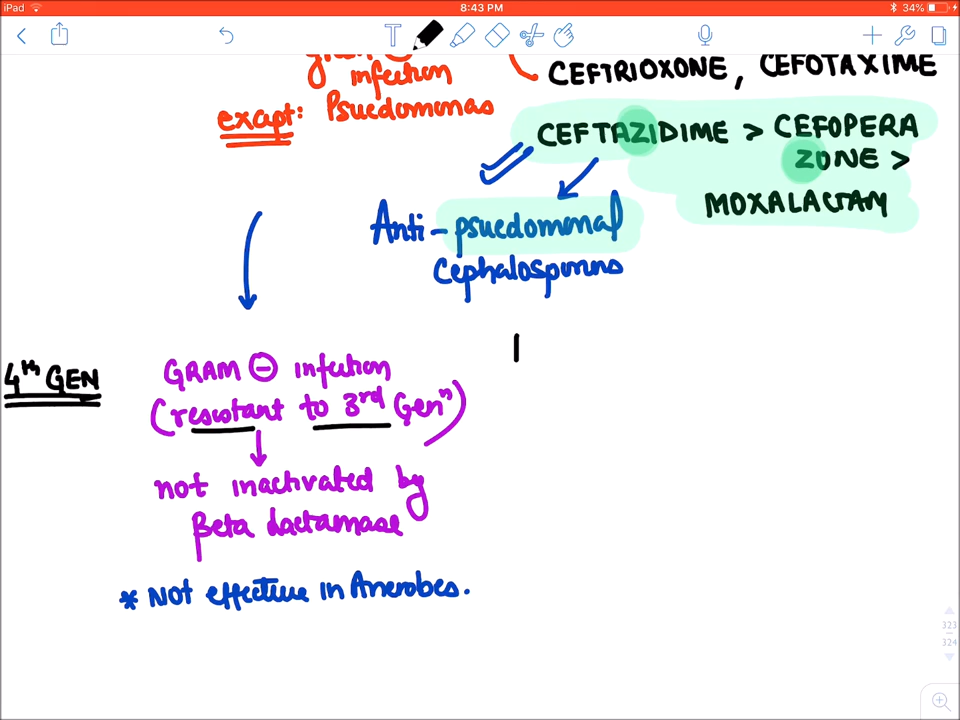 iPad 8:43 PM 34%
T
infection
CEFTRIOXONE, CEFOTAXIME
exapt: Psuedomonas
CEFTAZIDIME > CEFOPERA
ZONE >
MOXALACTAM
Anti-psuedomonal
Cephalosporins
4th GEN
GRAM ⊖ infection
(resistant to 3rd Genⁿ)
not inactivated by
Beta lactamase
* Not effective in Anerobes.
323
324